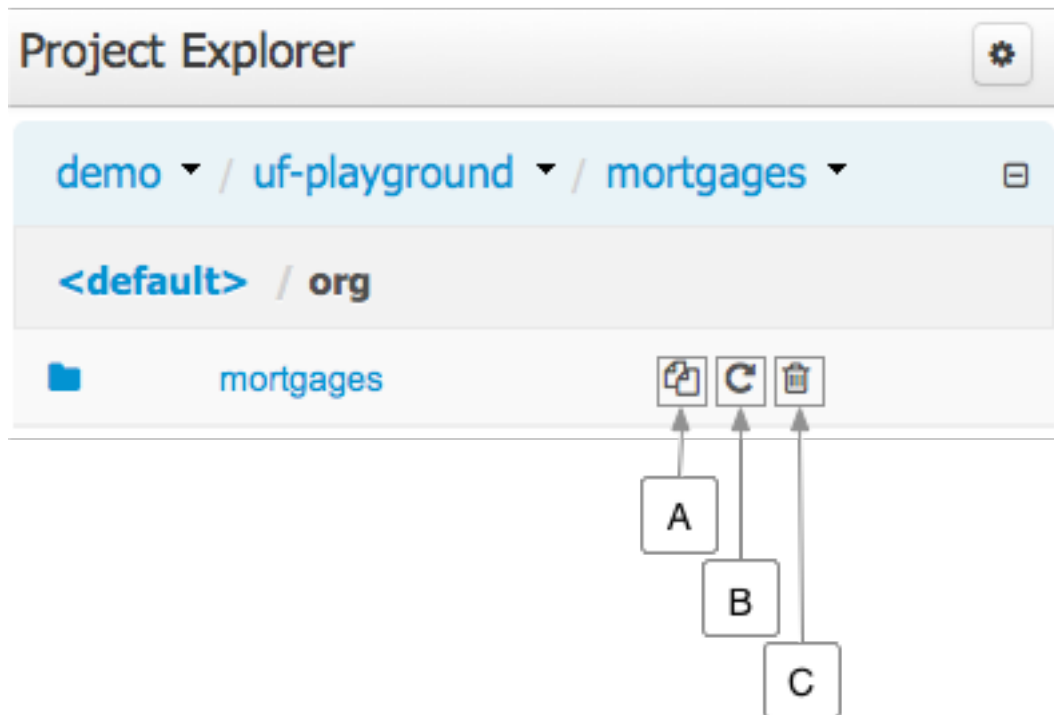 Project Explorer
demo / uf-playground / mortgages
<default> / org
mortgages
A
B
C